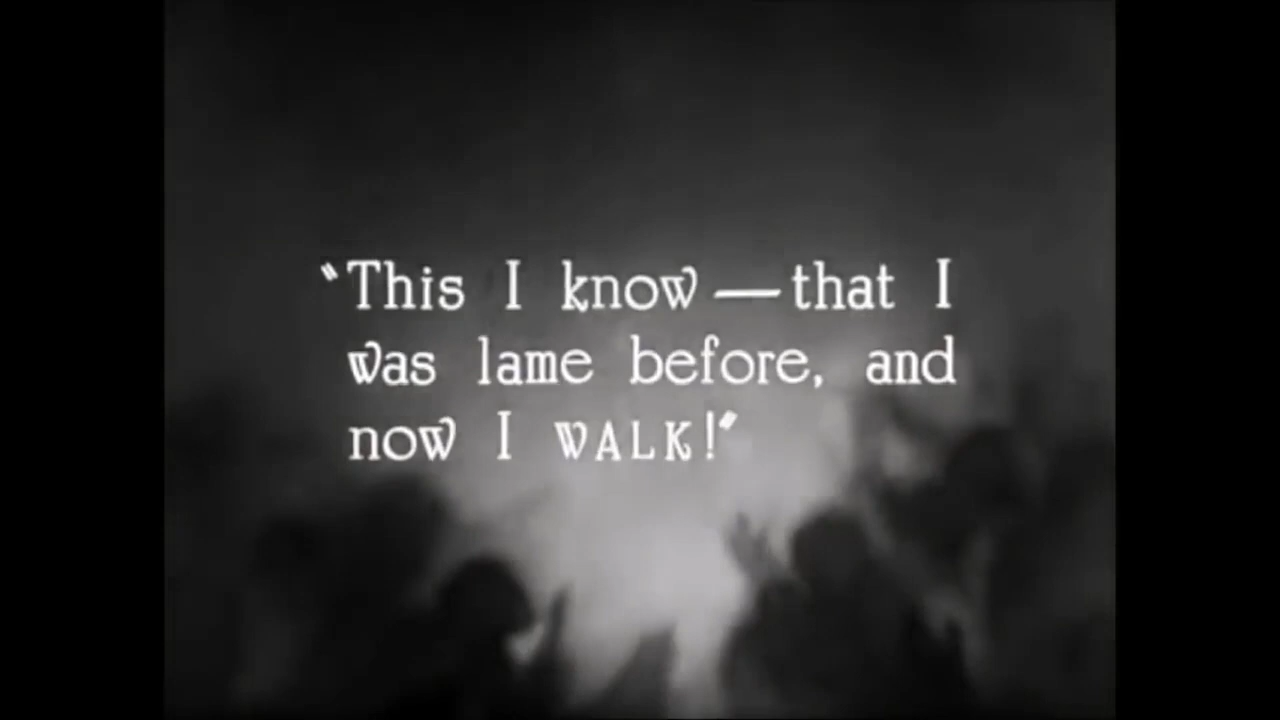 "This I know — that I
was lame before, and
now I WALK!"